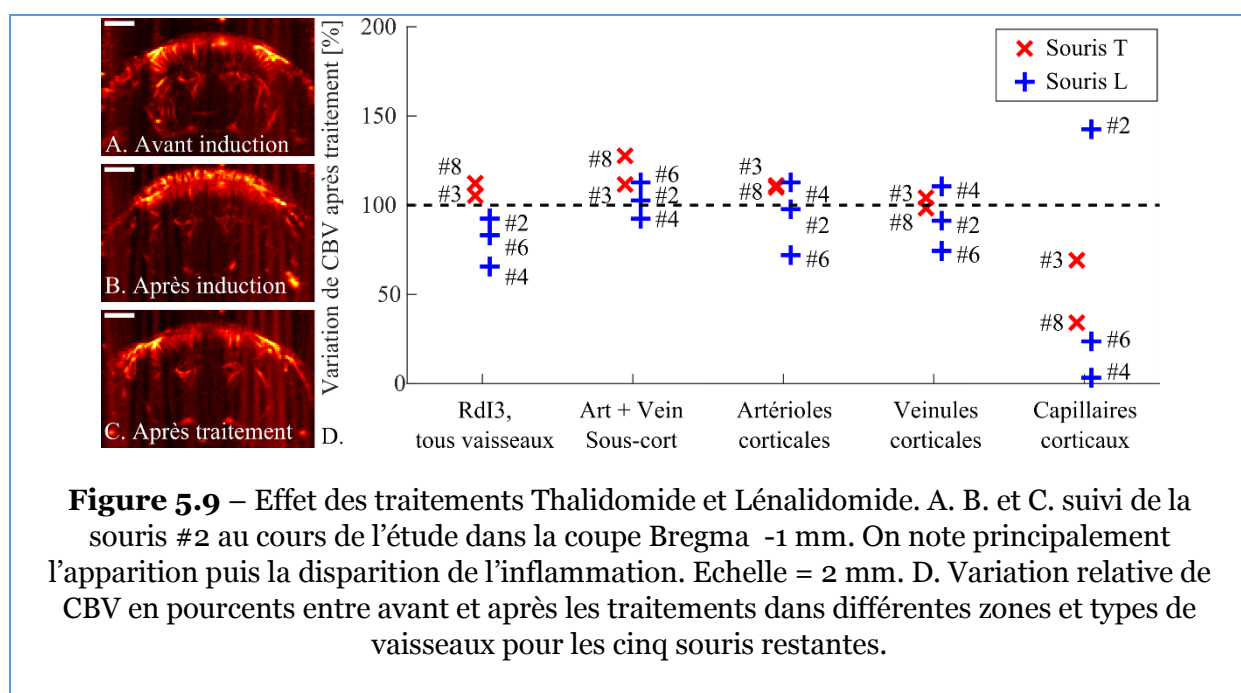 A. Avant induction
B. Après induction
C. Après traitement
D.
Variation de CBV après traitement [%]
200
150
100
50
0
Souris T
Souris L
#8
#3
#2
#6
#4
#8
#3
#6
#2
#4
#3
#8
#4
#2
#6
#3
#8
#4
#2
#6
#2
#3
#8
#6
#4
RdI3,
tous vaisseaux
Art + Vein
Sous-cort
Artérioles
corticales
Veinules
corticales
Capillaires
corticaux
Figure 5.9 – Effet des traitements Thalidomide et Lénalidomide. A. B. et C. suivi de la
souris #2 au cours de l'étude dans la coupe Bregma -1 mm. On note principalement
l'apparition puis la disparition de l'inflammation. Echelle = 2 mm. D. Variation relative de
CBV en pourcents entre avant et après les traitements dans différentes zones et types de
vaisseaux pour les cinq souris restantes.